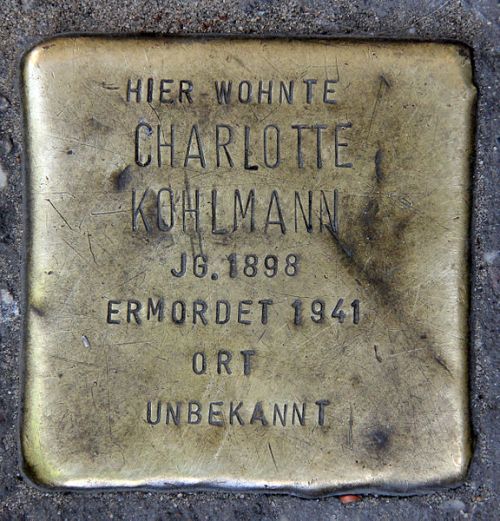 HIER WOHNTE
CHARLOTTE
KOHLMANN
JG. 1898
ERMORDET 1941
ORT
UNBEKANNT